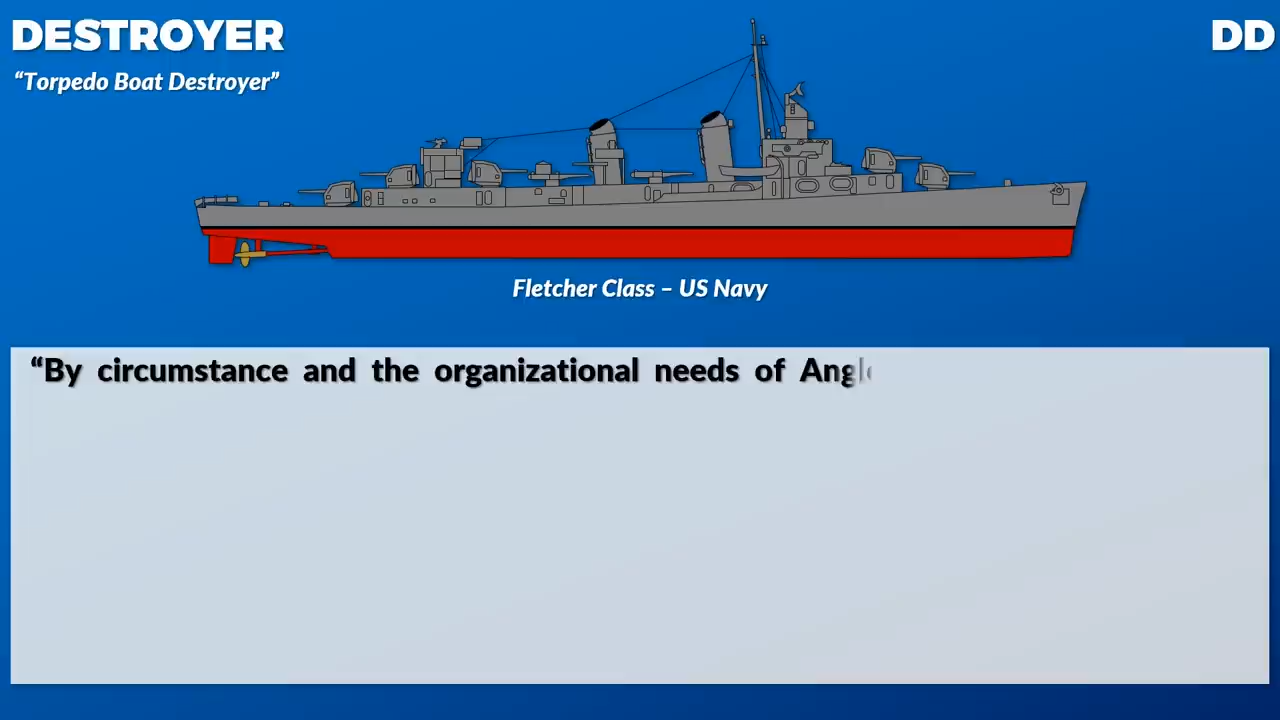 DESTROYER
DD
“Torpedo Boat Destroyer”
Fletcher Class – US Navy
“By circumstance and the organizational needs of